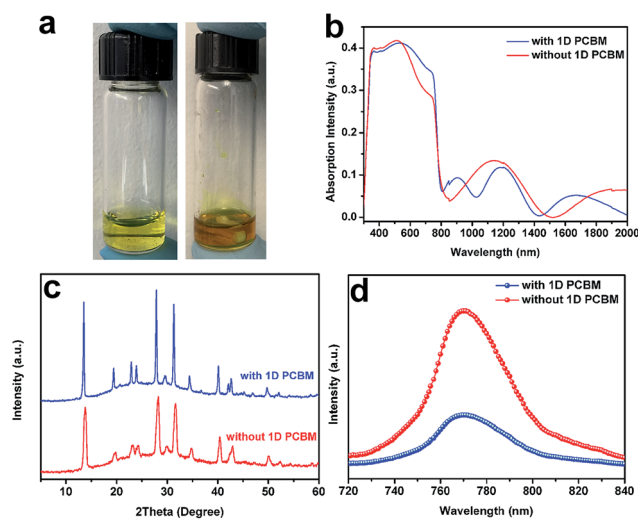 a
b
with 1D PCBM
without 1D PCBM
Absorption Intensity (a.u.)
0.4
0.3
0.2
0.1
0.0
400 600 800 1000 1200 1400 1600 1800 2000
Wavelength (nm)
c
with 1D PCBM
without 1D PCBM
Intensity (a.u.)
10 20 30 40 50 60
2Theta (Degree)
d
with 1D PCBM
without 1D PCBM
Intensity (a.u.)
720 740 760 780 800 820 840
Wavelength (nm)